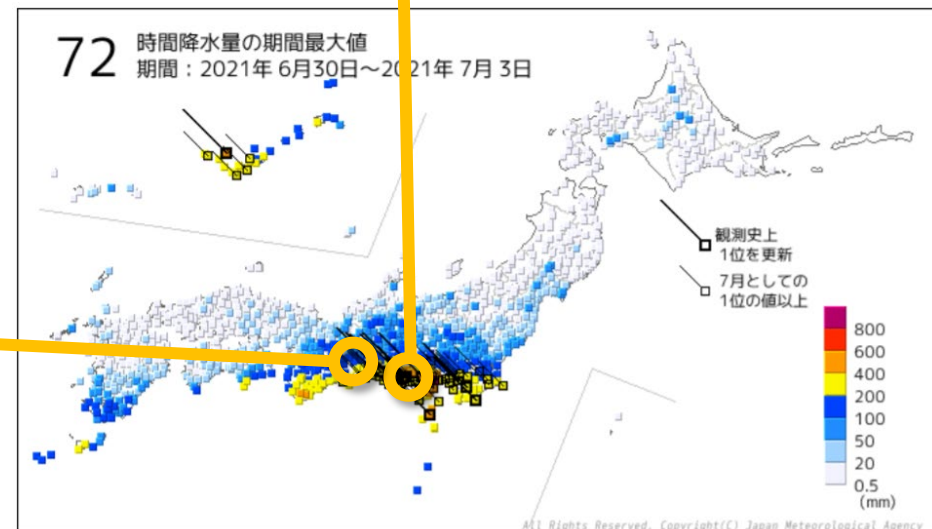 72 時間降水量の期間最大値
期間：2021年 6月30日～2021年 7月 3日
観測史上
1位を更新
7月としての
1位の値以上
800
600
400
200
100
50
20
0.5
(mm)
All Rights Reserved. Copyright(C) Japan Meteorological Agency